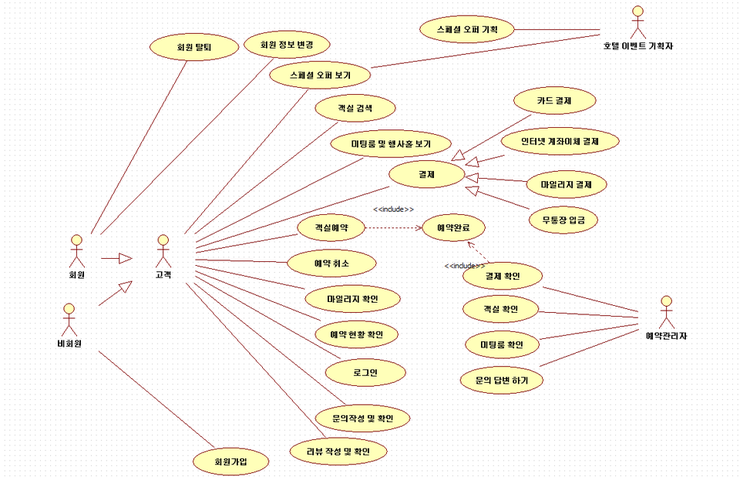 스페셜 오퍼 기획
호텔 이벤트 기획자
회원 탈퇴
회원 정보 변경
스페셜 오퍼 보기
객실 검색
카드 결제
미팅룸 및 행사홀 보기
인터넷 계좌이체 결제
결제
마일리지 결제
<<include>>
무통장 입금
객실예약
예약완료
회원
고객
예약 취소
<<include>>
결제 확인
마일리지 확인
객실 확인
비회원
예약 현황 확인
미팅룸 확인
예약관리자
로그인
문의 답변 하기
문의작성 및 확인
리뷰 작성 및 확인
회원가입